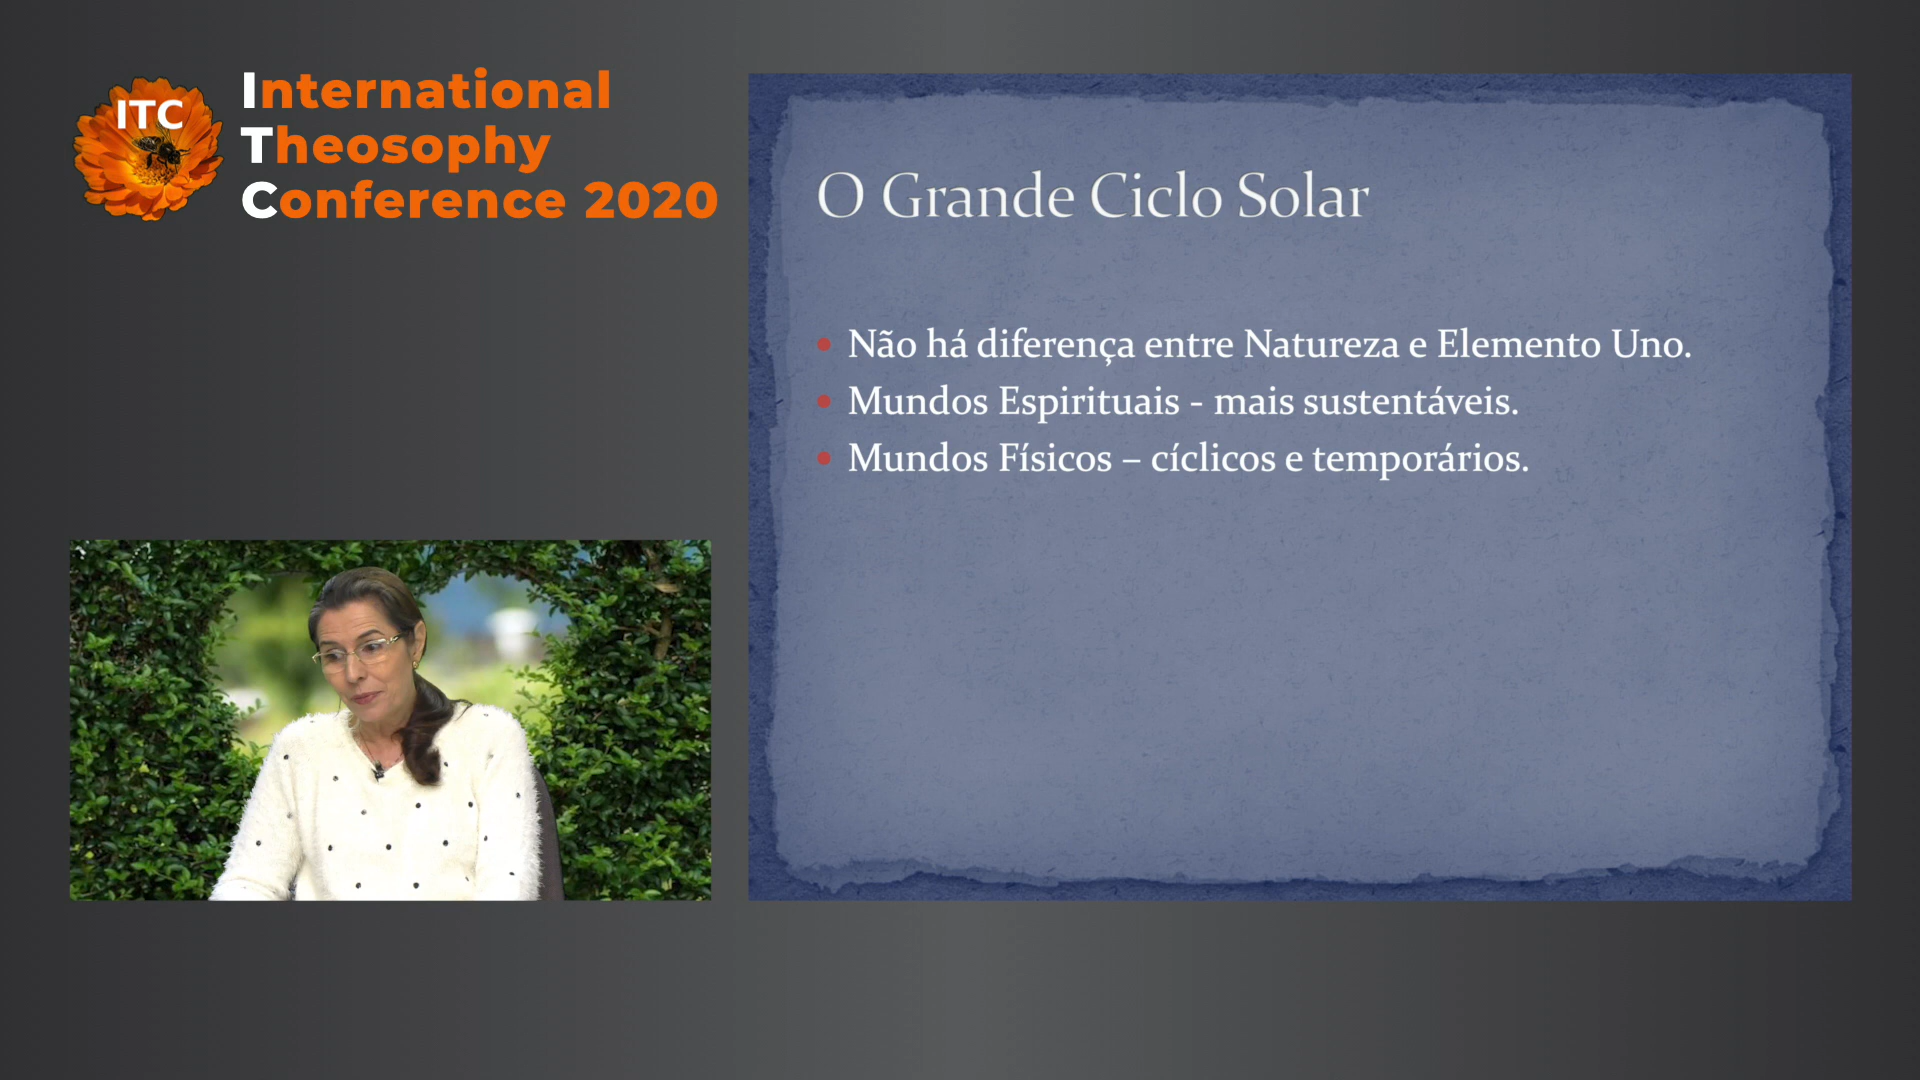 ITC
International
Theosophy
Conference 2020
O Grande Ciclo Solar
• Não há diferença entre Natureza e Elemento Uno.
• Mundos Espirituais - mais sustentáveis.
• Mundos Físicos – cíclicos e temporários.